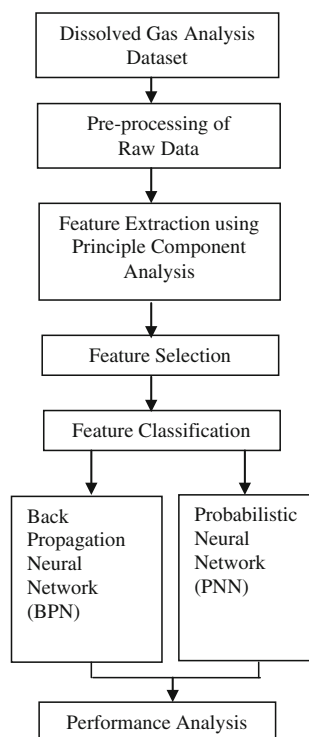 Dissolved Gas Analysis
Dataset
Pre-processing of
Raw Data
Feature Extraction using
Principle Component
Analysis
Feature Selection
Feature Classification
Back
Propagation
Neural
Network
(BPN)
Probabilistic
Neural
Network
(PNN)
Performance Analysis